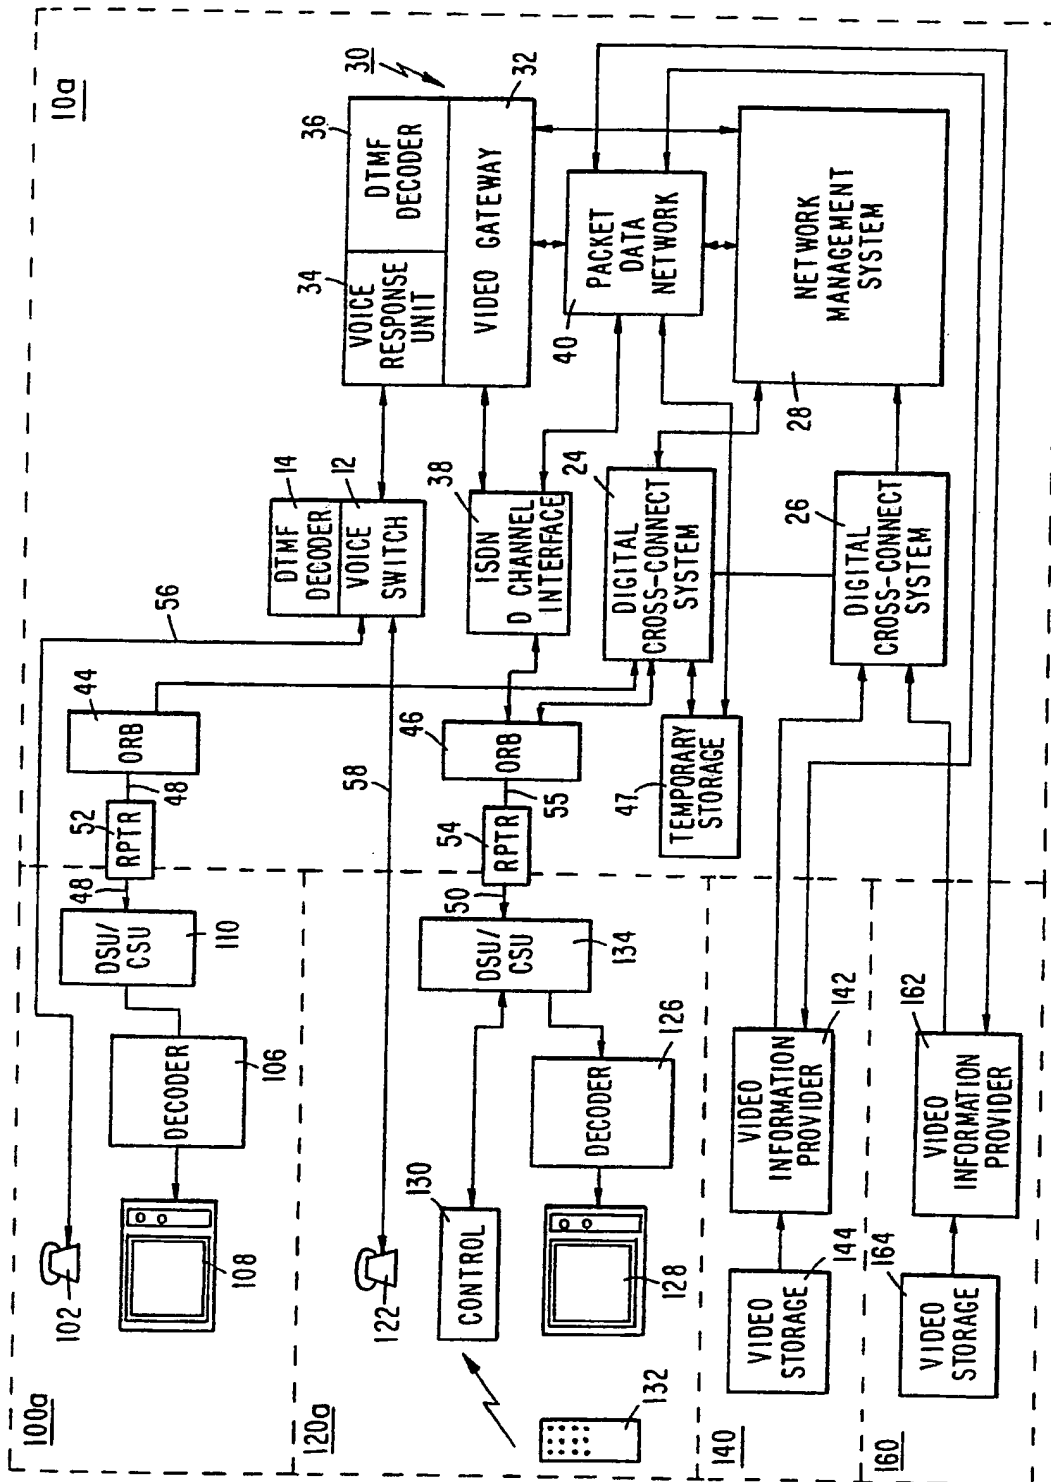 10a
30
36
34
32
DTMF
DECODER
VOICE
RESPONSE
UNIT
VIDEO GATEWAY
56
14
12
DTMF
DECODER
VOICE
SWITCH
38
ISDN
D CHANNEL
INTERFACE
40
PACKET
DATA
NETWORK
28
NETWORK
MANAGEMENT
SYSTEM
44
ORB
48
52
RPTR
48
58
46
ORB
55
54
RPTR
50
24
DIGITAL
CROSS-CONNECT
SYSTEM
26
DIGITAL
CROSS-CONNECT
SYSTEM
47
TEMPORARY
STORAGE
100a
DSU/
CSU
110
DECODER
106
102
108
120a
DSU/
CSU
134
DECODER
126
130
CONTROL
122
128
132
140
142
VIDEO
INFORMATION
PROVIDER
144
VIDEO
STORAGE
160
162
VIDEO
INFORMATION
PROVIDER
164
VIDEO
STORAGE